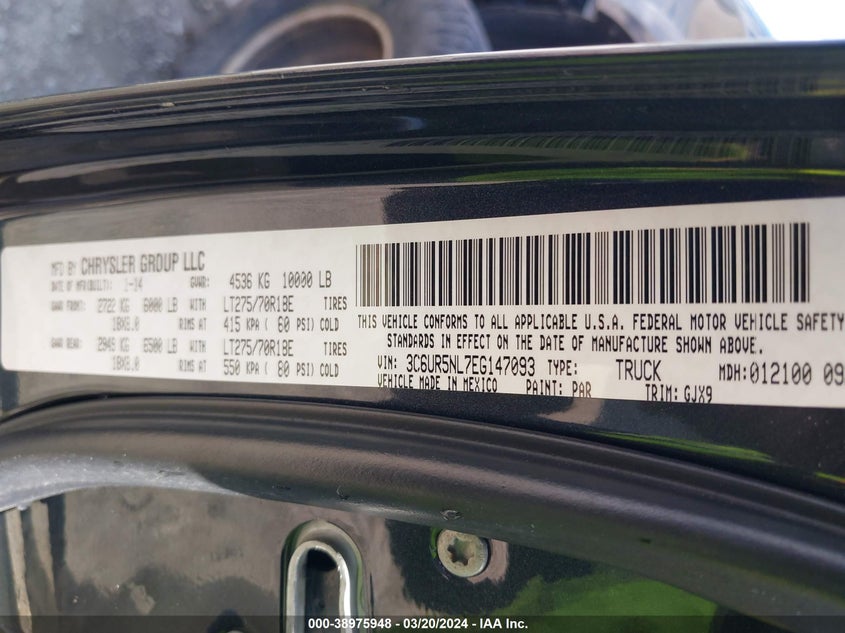 MFD BY CHRYSLER GROUP LLC
DATE OF MFR(BUILT): 1-14 GVWR: 4536 KG 10000 LB
GAWR FRONT: 2722 KG 6000 LB WITH LT275/70R18E TIRES
18X8.0 RIMS AT 415 KPA ( 60 PSI) COLD
GAWR REAR: 2949 KG 6500 LB WITH LT275/70R18E TIRES
18X8.0 RIMS AT 550 KPA ( 80 PSI) COLD
THIS VEHICLE CONFORMS TO ALL APPLICABLE U.S.A. FEDERAL MOTOR VEHICLE SAFETY
STANDARDS IN EFFECT ON THE DATE OF MANUFACTURE SHOWN ABOVE.
VIN: 3C6UR5NL7EG147093 TYPE: TRUCK MDH:012100 09
VEHICLE MADE IN MEXICO PAINT: PAR TRIM: GJX9
000-38975948 - 03/20/2024 - IAA Inc.